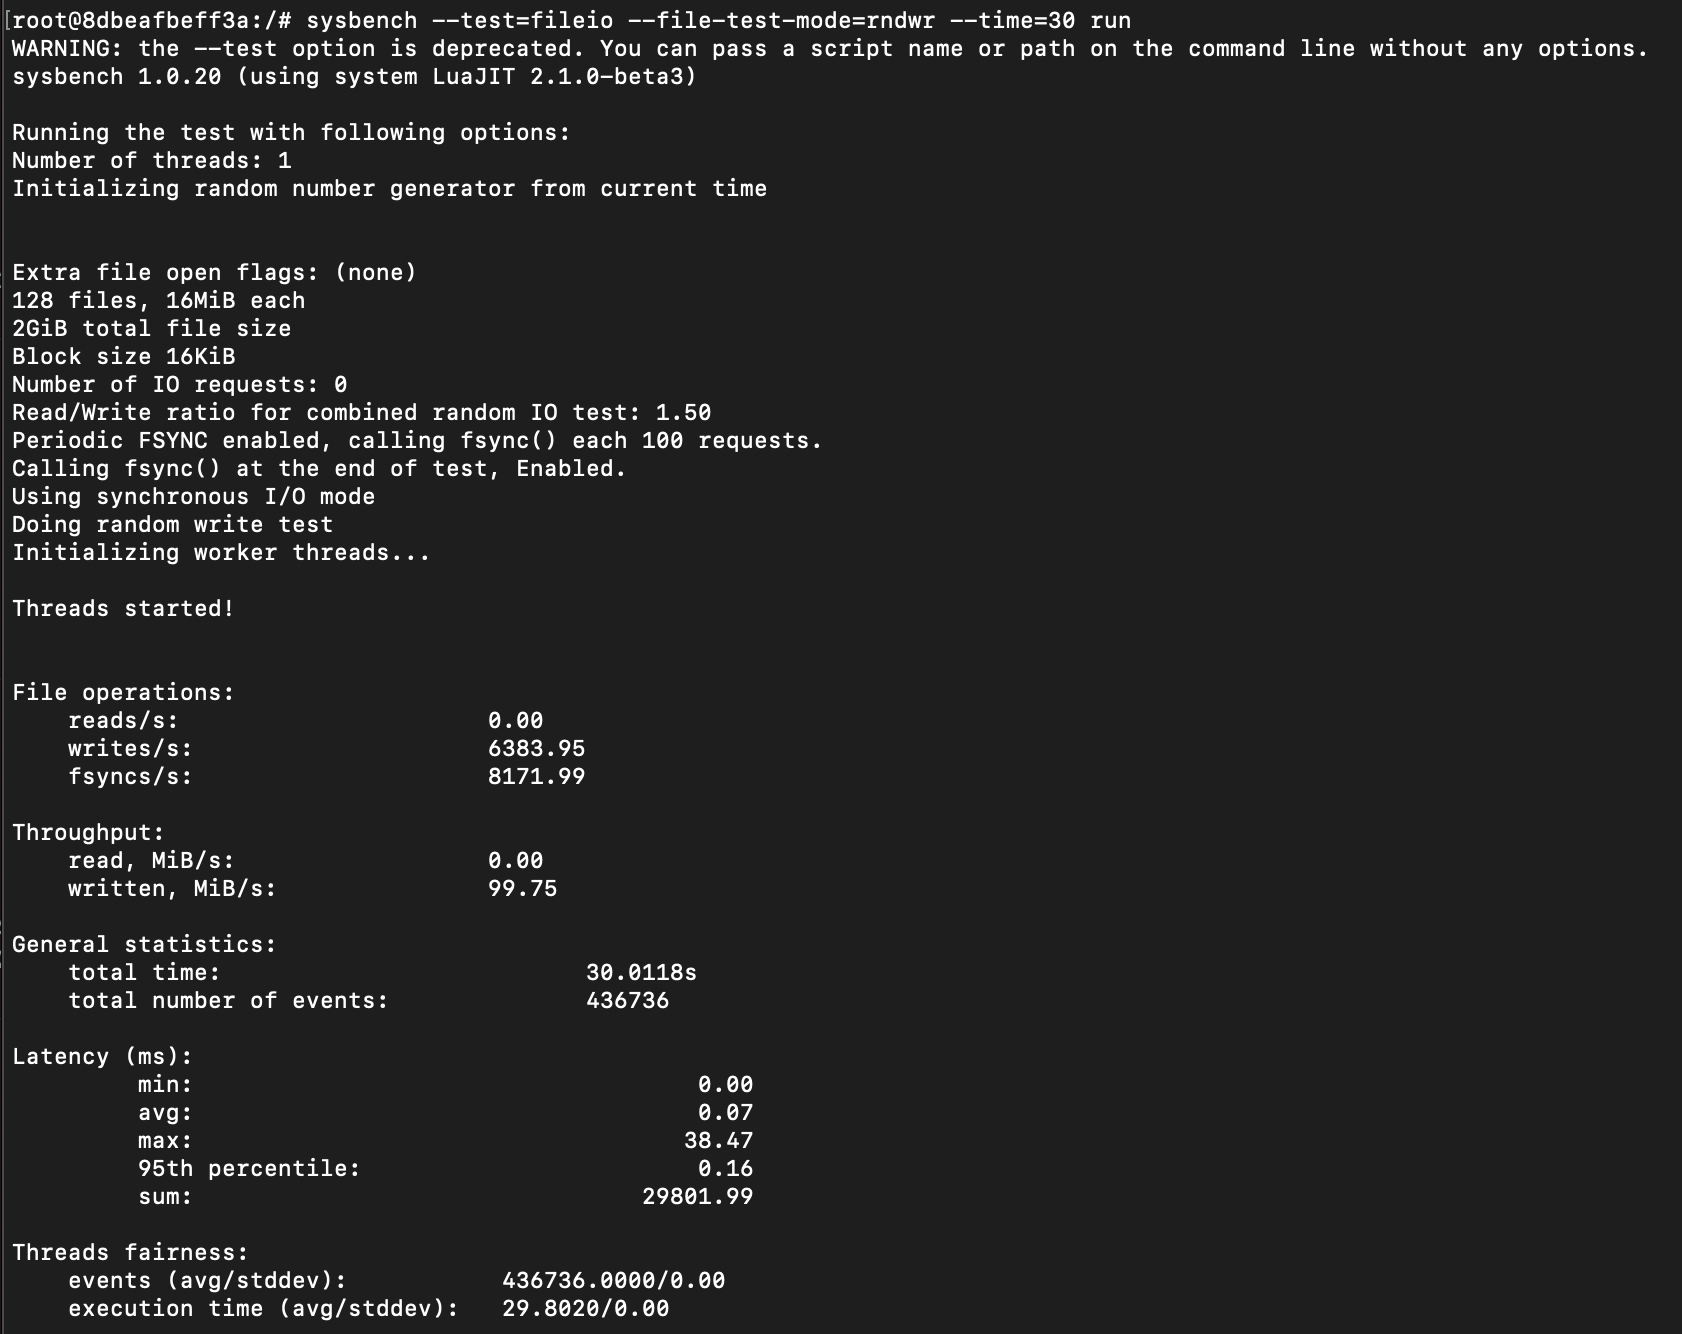 [root@8dbeafbeff3a:/# sysbench --test=fileio --file-test-mode=rndwr --time=30 run
WARNING: the --test option is deprecated. You can pass a script name or path on the command line without any options.
sysbench 1.0.20 (using system LuaJIT 2.1.0-beta3)
Running the test with following options:
Number of threads: 1
Initializing random number generator from current time
Extra file open flags: (none)
128 files, 16MiB each
2GiB total file size
Block size 16KiB
Number of IO requests: 0
Read/Write ratio for combined random IO test: 1.50
Periodic FSYNC enabled, calling fsync() each 100 requests.
Calling fsync() at the end of test, Enabled.
Using synchronous I/O mode
Doing random write test
Initializing worker threads...
Threads started!
File operations:
reads/s: 0.00
writes/s: 6383.95
fsyncs/s: 8171.99
Throughput:
read, MiB/s: 0.00
written, MiB/s: 99.75
General statistics:
total time: 30.0118s
total number of events: 436736
Latency (ms):
min: 0.00
avg: 0.07
max: 38.47
95th percentile: 0.16
sum: 29801.99
Threads fairness:
events (avg/stddev): 436736.0000/0.00
execution time (avg/stddev): 29.8020/0.00